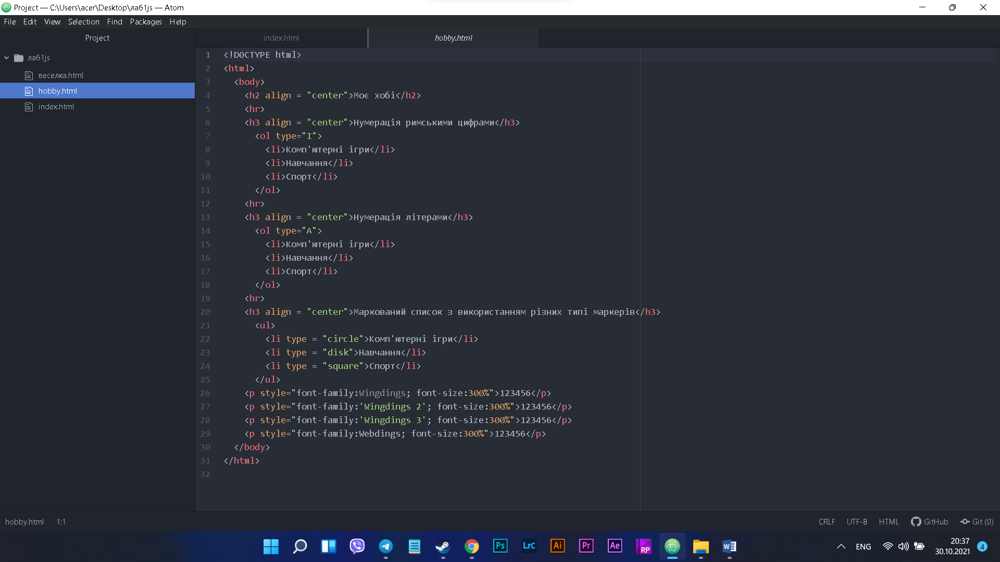 Project — C:\Users\acer\Desktop\лаб1js — Atom
File Edit View Selection Find Packages Help
Project
index.html
hobby.html
лаб1js
веселка.html
hobby.html
index.html
1 <!DOCTYPE html>
2 <html>
3 <body>
4 <h2 align = "center">Моє хобі</h2>
5 <hr>
6 <h3 align = "center">Нумерація римськими цифрами</h3>
7 <ol type="I">
8 <li>Комп'ютерні ігри</li>
9 <li>Навчання</li>
10 <li>Спорт</li>
11 </ol>
12 <hr>
13 <h3 align = "center">Нумерація літерами</h3>
14 <ol type="A">
15 <li>Комп'ютерні ігри</li>
16 <li>Навчання</li>
17 <li>Спорт</li>
18 </ol>
19 <hr>
20 <h3 align = "center">Маркований список з використанням різних типі маркерів</h3>
21 <ul>
22 <li type = "circle">Комп'ютерні ігри</li>
23 <li type = "disk">Навчання</li>
24 <li type = "square">Спорт</li>
25 </ul>
26 <p style="font-family:Wingdings; font-size:300%">123456</p>
27 <p style="font-family:'Wingdings 2'; font-size:300%">123456</p>
28 <p style="font-family:'Wingdings 3'; font-size:300%">123456</p>
29 <p style="font-family:Webdings; font-size:300%">123456</p>
30 </body>
31 </html>
32
hobby.html 1:1 CRLF UTF-8 HTML GitHub Git (0)
Ps LrC Ai Pr Ae RP W
ENG
20:37
30.10.2021
4